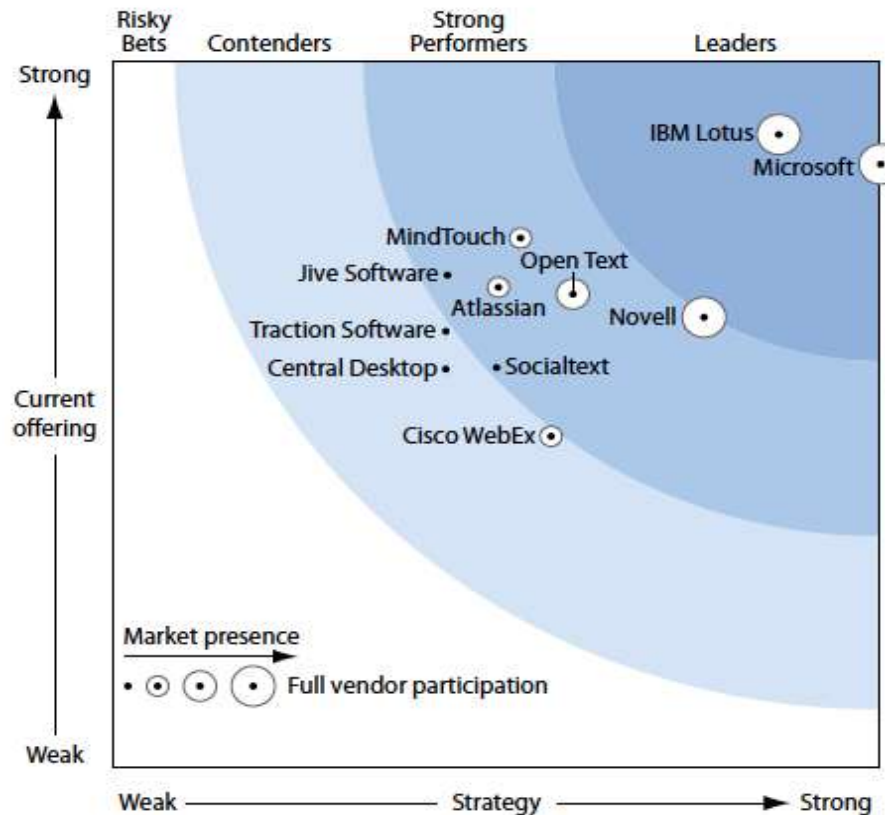 Risky
Bets
Contenders
Strong
Performers
Leaders
Strong
IBM Lotus
Microsoft
MindTouch
Open Text
Jive Software
Atlassian
Novell
Traction Software
Central Desktop
Socialtext
Current
offering
Cisco WebEx
Market presence
Full vendor participation
Weak
Weak
Strategy
Strong